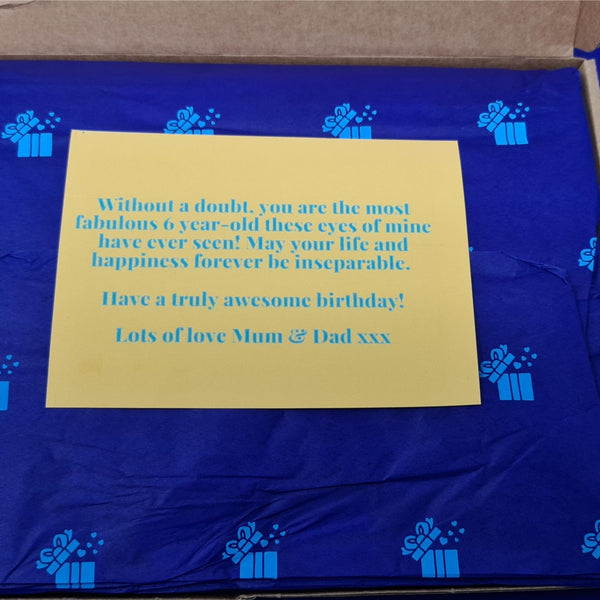 Without a doubt, you are the most
fabulous 6 year-old these eyes of mine
have ever seen! May your life and
happiness forever be inseparable.
Have a truly awesome birthday!
Lots of love Mum & Dad xxx